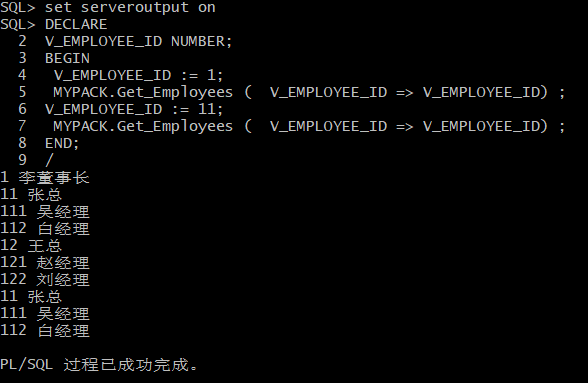 SQL> set serveroutput on
SQL> DECLARE
2 V_EMPLOYEE_ID NUMBER;
3 BEGIN
4 V_EMPLOYEE_ID := 1;
5 MYPACK.Get_Employees ( V_EMPLOYEE_ID => V_EMPLOYEE_ID) ;
6 V_EMPLOYEE_ID := 11;
7 MYPACK.Get_Employees ( V_EMPLOYEE_ID => V_EMPLOYEE_ID) ;
8 END;
9 /
1 李董事长
11 张总
111 吴经理
112 白经理
12 王总
121 赵经理
122 刘经理
11 张总
111 吴经理
112 白经理
PL/SQL 过程已成功完成。